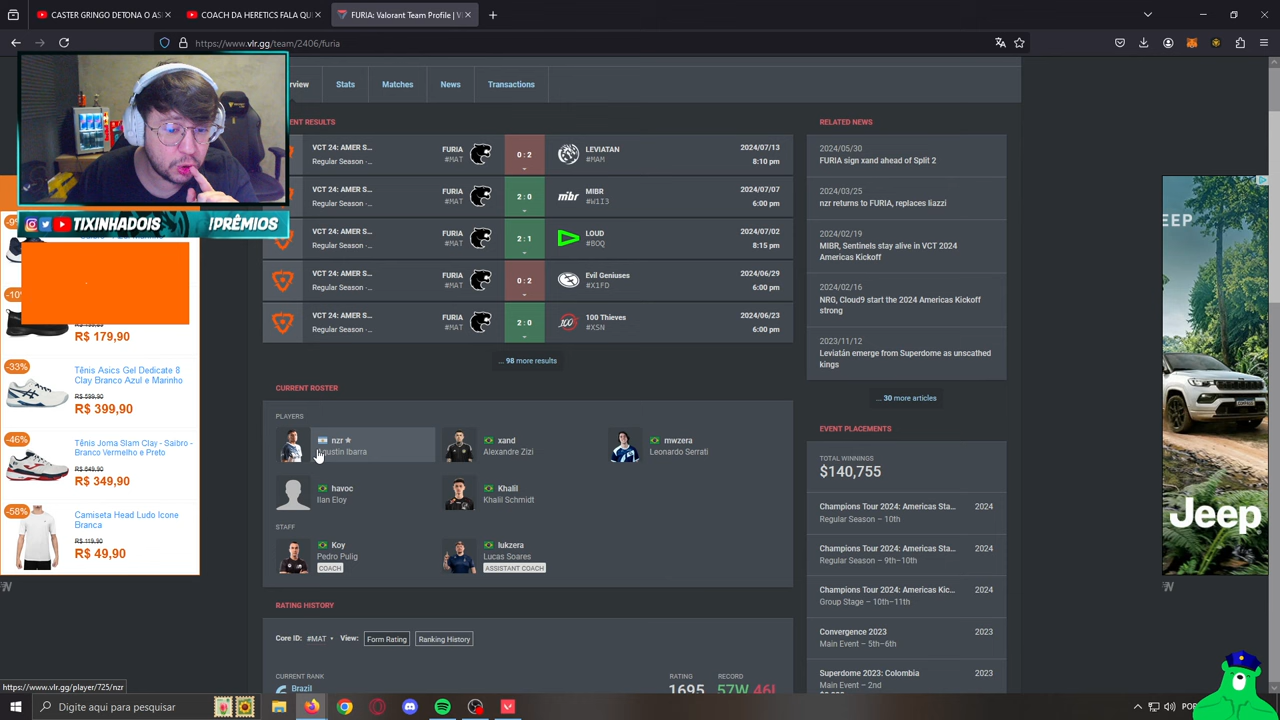 CASTER GRINGO DETONA O AS
COACH DA HERETICS FALA QU
FURIA: Valorant Team Profile | V
https://www.vlr.gg/team/2406/furia
Stats
Matches
News
Transactions
RESULTS
VCT 24: AMER S...
Regular Season -...
FURIA
#MAT
0 : 2
LEVIATAN
#MAM
2024/07/13
8:10 pm
VCT 24: AMER S...
Regular Season -...
FURIA
#MAT
2 : 0
mibr
MIBR
#W1I3
2024/07/07
6:00 pm
VCT 24: AMER S...
Regular Season -...
FURIA
#MAT
2 : 1
LOUD
#BOQ
2024/07/02
8:15 pm
VCT 24: AMER S...
Regular Season -...
FURIA
#MAT
0 : 2
Evil Geniuses
#X1FD
2024/06/29
6:00 pm
VCT 24: AMER S...
Regular Season -...
FURIA
#MAT
2 : 0
100
100 Thieves
#XSN
2024/06/23
6:00 pm
... 98 more results
CURRENT ROSTER
PLAYERS
nzr
Agustin Ibarra
xand
Alexandre Zizi
mwzera
Leonardo Serrati
havoc
Ilan Eloy
Khalil
Khalil Schmidt
STAFF
Koy
Pedro Pulig
COACH
lukzera
Lucas Soares
ASSISTANT COACH
RATING HISTORY
Core ID: #MAT
View:
Form Rating
Ranking History
CURRENT RANK
Brazil
RATING
1695
RECORD
57W 46L
RELATED NEWS
2024/05/30
FURIA sign xand ahead of Split 2
2024/03/25
nzr returns to FURIA, replaces liazzi
2024/02/19
MIBR, Sentinels stay alive in VCT 2024
Americas Kickoff
2024/02/16
NRG, Cloud9 start the 2024 Americas Kickoff
strong
2023/11/12
Leviatán emerge from Superdome as unscathed
kings
... 30 more articles
EVENT PLACEMENTS
TOTAL WINNINGS
$140,755
Champions Tour 2024: Americas Sta...
2024
Regular Season – 10th
Champions Tour 2024: Americas Sta...
2024
Regular Season – 9th–10th
Champions Tour 2024: Americas Kic...
2024
Group Stage – 10th–11th
Convergence 2023
2023
Main Event – 5th–6th
Superdome 2023: Colombia
2023
Main Event – 2nd
TIXINHADOIS
!PRÊMIOS
R$ 179,90
-33%
Tênis Asics Gel Dedicate 8
Clay Branco Azul e Marinho
R$ 599,90
R$ 399,90
-46%
Tênis Joma Slam Clay - Saibro -
Branco Vermelho e Preto
R$ 649,90
R$ 349,90
-58%
Camiseta Head Ludo Icone
Branca
R$ 119,90
R$ 49,90
EEP
Jeep
https://www.vlr.gg/player/725/nzr
Digite aqui para pesquisar